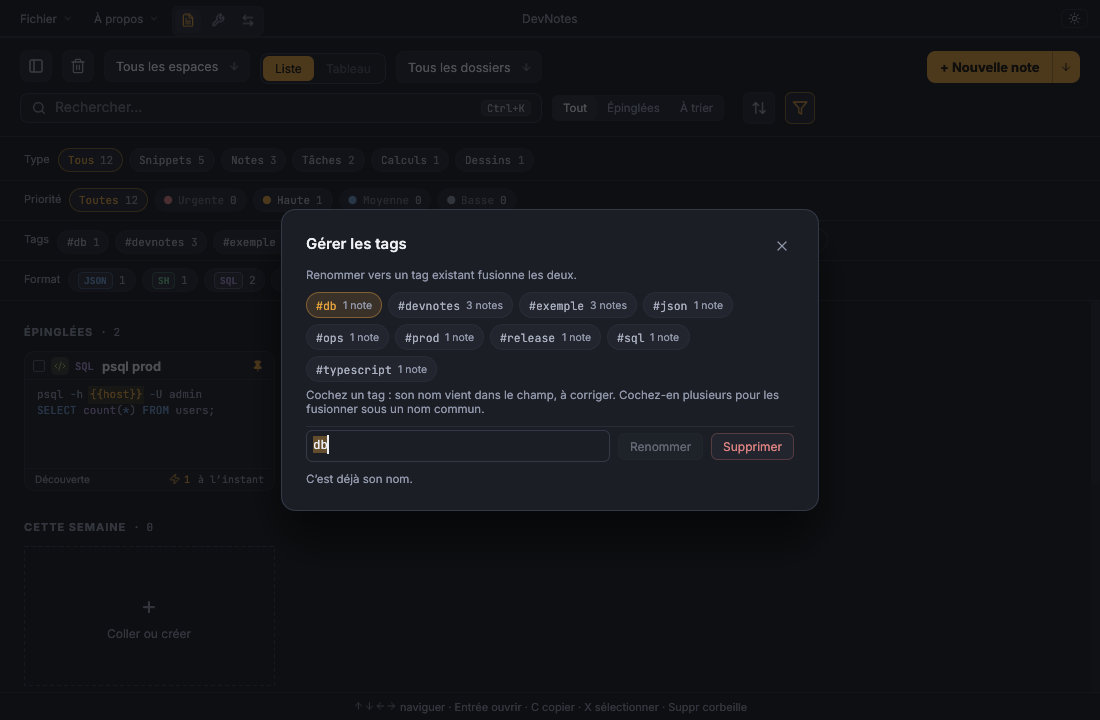 Fichier À propos DevNotes
Tous les espaces Liste Tableau Tous les dossiers + Nouvelle note
Rechercher... Ctrl+K Tout Épinglées À trier
Type Tous 12 Snippets 5 Notes 3 Tâches 2 Calculs 1 Dessins 1
Priorité Toutes 12 Urgente 0 Haute 1 Moyenne 0 Basse 0
Tags #db 1 #devnotes 3 #exemple
Format JSON 1 SH 1 SQL 2
ÉPINGLÉES · 2
SQL psql prod
psql -h {{host}} -U admin
SELECT count(*) FROM users;
Découverte 1 à l'instant
CETTE SEMAINE · 0
+
Coller ou créer
Gérer les tags
Renommer vers un tag existant fusionne les deux.
#db 1 note #devnotes 3 notes #exemple 3 notes #json 1 note
#ops 1 note #prod 1 note #release 1 note #sql 1 note
#typescript 1 note
Cochez un tag : son nom vient dans le champ, à corriger. Cochez-en plusieurs pour les
fusionner sous un nom commun.
db Renommer Supprimer
C'est déjà son nom.
↑ ↓ ← → naviguer · Entrée ouvrir · C copier · X sélectionner · Suppr corbeille